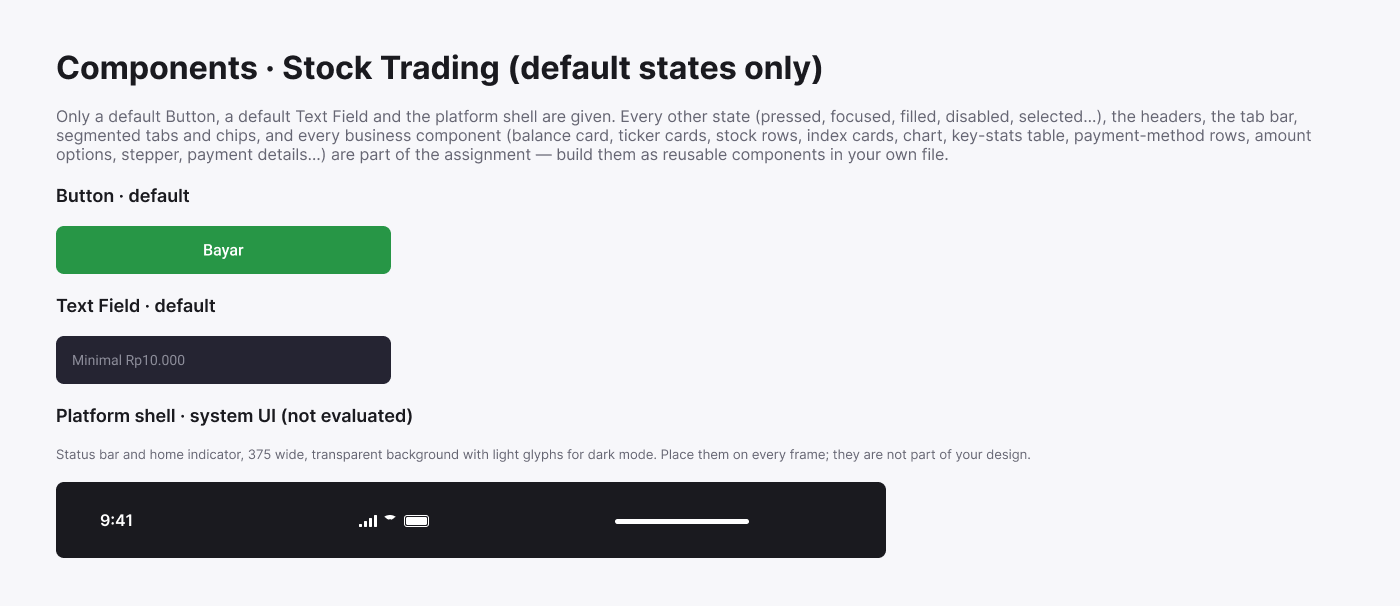 Components · Stock Trading (default states only)
Only a default Button, a default Text Field and the platform shell are given. Every other state (pressed, focused, filled, disabled, selected…), the headers, the tab bar,
segmented tabs and chips, and every business component (balance card, ticker cards, stock rows, index cards, chart, key-stats table, payment-method rows, amount
options, stepper, payment details…) are part of the assignment — build them as reusable components in your own file.
Button · default
Bayar
Text Field · default
Minimal Rp10.000
Platform shell · system UI (not evaluated)
Status bar and home indicator, 375 wide, transparent background with light glyphs for dark mode. Place them on every frame; they are not part of your design.
9:41